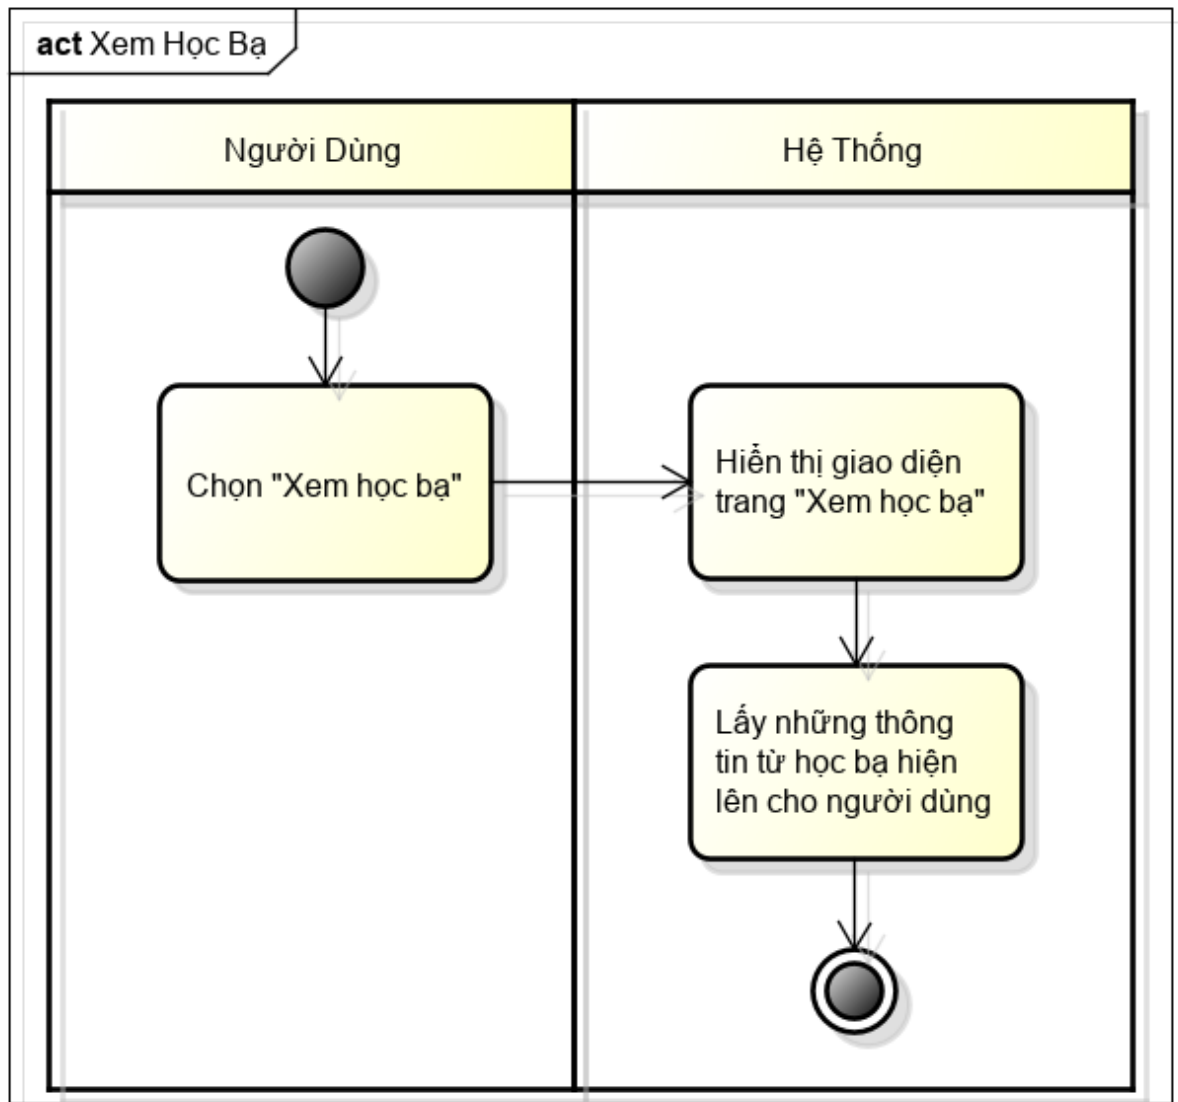 act Xem Học Bạ
Người Dùng
Hệ Thống
Chọn "Xem học bạ"
Hiển thị giao diện
trang "Xem học bạ"
Lấy những thông
tin từ học bạ hiện
lên cho người dùng